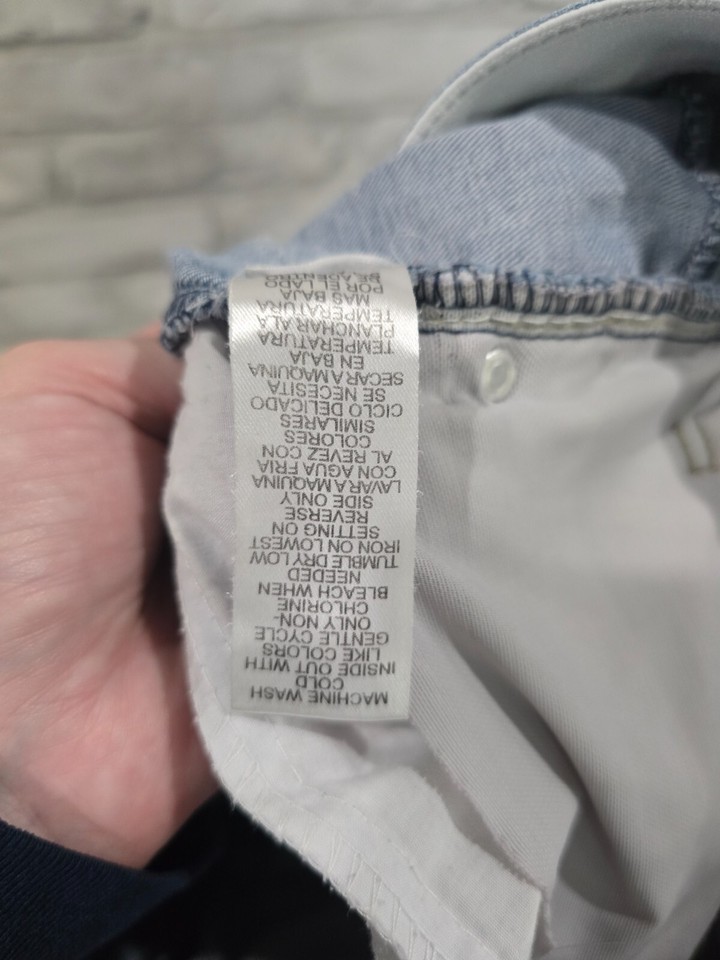 MACHINE WASH
COLD
INSIDE OUT WITH
LIKE COLORS
GENTLE CYCLE
ONLY NON-
CHLORINE
BLEACH WHEN
NEEDED
TUMBLE DRY LOW
IRON ON LOWEST
SETTING ON
REVERSE
SIDE ONLY
LAVAR A MAQUINA
CON AGUA FRIA
AL REVEZ CON
COLORES
SIMILARES
CICLO DELICADO
SE NECESITA
SECAR A MAQUINA
EN BAJA
TEMPERATURA
PLANCHAR A LA
TEMPERATURA
MAS BAJA
POR EL LADO